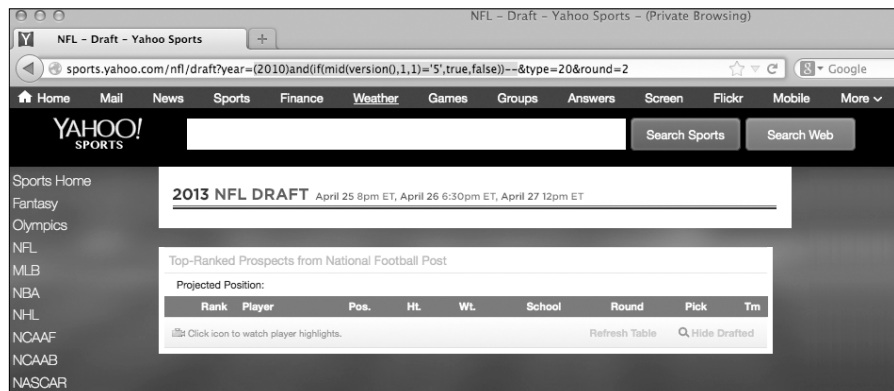 NFL – Draft – Yahoo Sports – (Private Browsing)
Y NFL – Draft – Yahoo Sports +
sports.yahoo.com/nfl/draft?year=(2010)and(if(mid(version(),1,1)='5',true,false))--&type=20&round=2 8 Google
Home Mail News Sports Finance Weather Games Groups Answers Screen Flickr Mobile More
YAHOO! SPORTS Search Sports Search Web
Sports Home
Fantasy
Olympics
NFL
MLB
NBA
NHL
NCAAF
NCAAB
NASCAR
2013 NFL DRAFT April 25 8pm ET, April 26 6:30pm ET, April 27 12pm ET
Top-Ranked Prospects from National Football Post
Projected Position:
Rank Player Pos. Ht. Wt. School Round Pick Tm
Click icon to watch player highlights. Refresh Table Hide Drafted